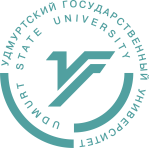 УДМУРТСКИЙ ГОСУДАРСТВЕННЫЙ УНИВЕРСИТЕТ
UDMURT STATE UNIVERSITY